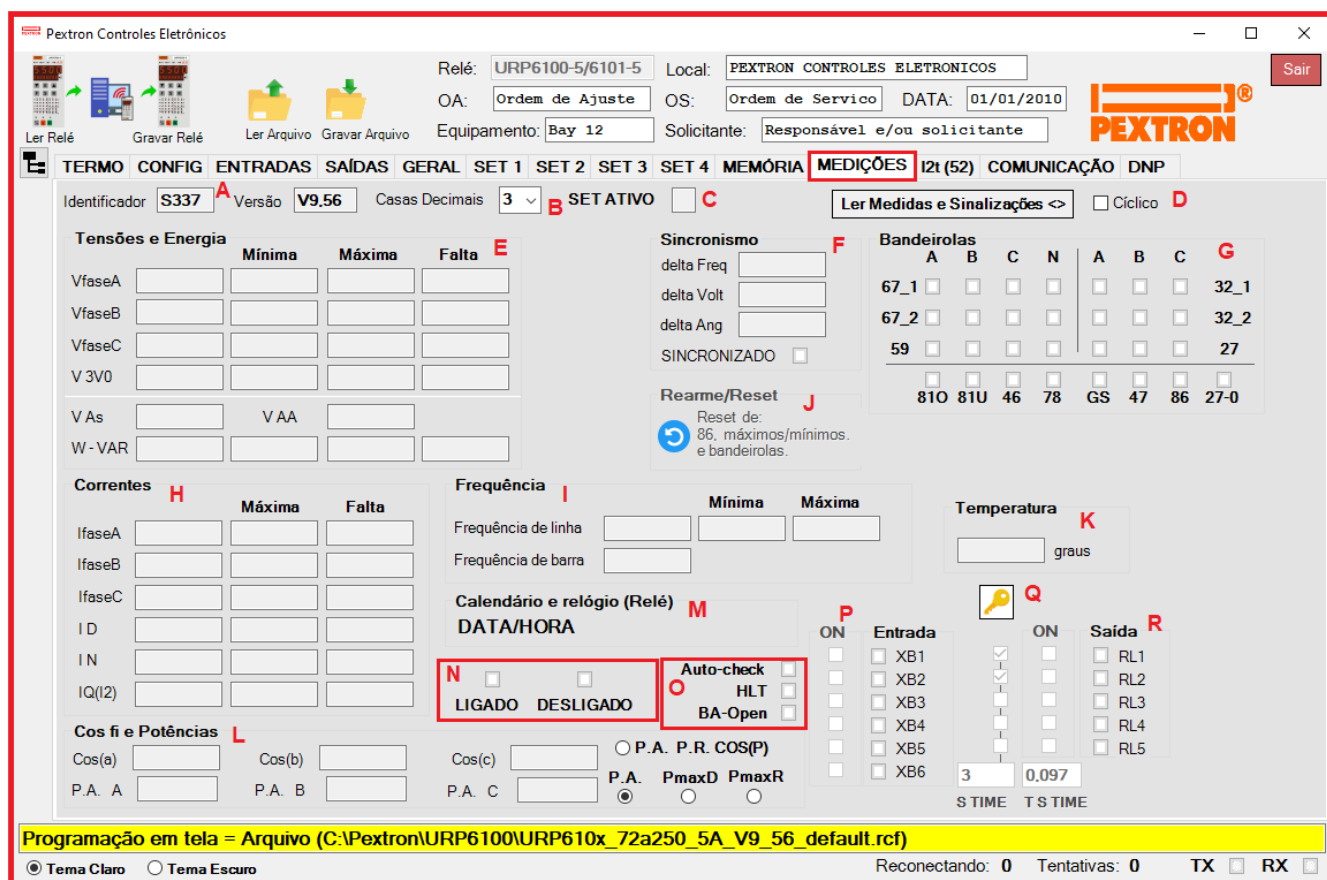 Pextron Controles Eletrônicos
Relé: URP6100-5/6101-5 Local: PEXTRON CONTROLES ELETRONICOS Sair
OA: Ordem de Ajuste OS: Ordem de Servico DATA: 01/01/2010
Ler Relé Gravar Relé Ler Arquivo Gravar Arquivo Equipamento: Bay 12 Solicitante: Responsável e/ou solicitante PEXTRON ®
TERMO CONFIG ENTRADAS SAÍDAS GERAL SET 1 SET 2 SET 3 SET 4 MEMÓRIA MEDIÇÕES I2t (52) COMUNICAÇÃO DNP
Identificador S337 A Versão V9,56 Casas Decimais 3 B SET ATIVO C Ler Medidas e Sinalizações <> Cíclico D
Tensões e Energia
Mínima Máxima Falta E
VfaseA
VfaseB
VfaseC
V 3V0
V As V AA
W - VAR
Sincronismo F
delta Freq
delta Volt
delta Ang
SINCRONIZADO
Bandeirolas
A B C N A B C G
67_1 32_1
67_2 32_2
59 27
81O 81U 46 78 GS 47 86 27-0
Rearme/Reset J
Reset de:
86, máximos/mínimos.
e bandeirolas.
Correntes H
Máxima Falta
IfaseA
IfaseB
IfaseC
I D
I N
IQ(I2)
Frequência I
Mínima Máxima
Frequência de linha
Frequência de barra
Temperatura K
graus
Calendário e relógio (Relé) M
DATA/HORA
N
LIGADO DESLIGADO
Auto-check
O HLT
BA-Open
P
ON Entrada
XB1
XB2
XB3
XB4
XB5
XB6
Q
ON Saída R
RL1
RL2
RL3
RL4
RL5
3 0.097
S TIME T S TIME
Cos fi e Potências L
Cos(a) Cos(b) Cos(c) P.A. P.R. COS(P)
P.A. A P.A. B P.A. C P.A. PmaxD PmaxR
Programação em tela = Arquivo (C:\Pextron\URP6100\URP610x_72a250_5A_V9_56_default.rcf)
Tema Claro Tema Escuro Reconectando: 0 Tentativas: 0 TX RX